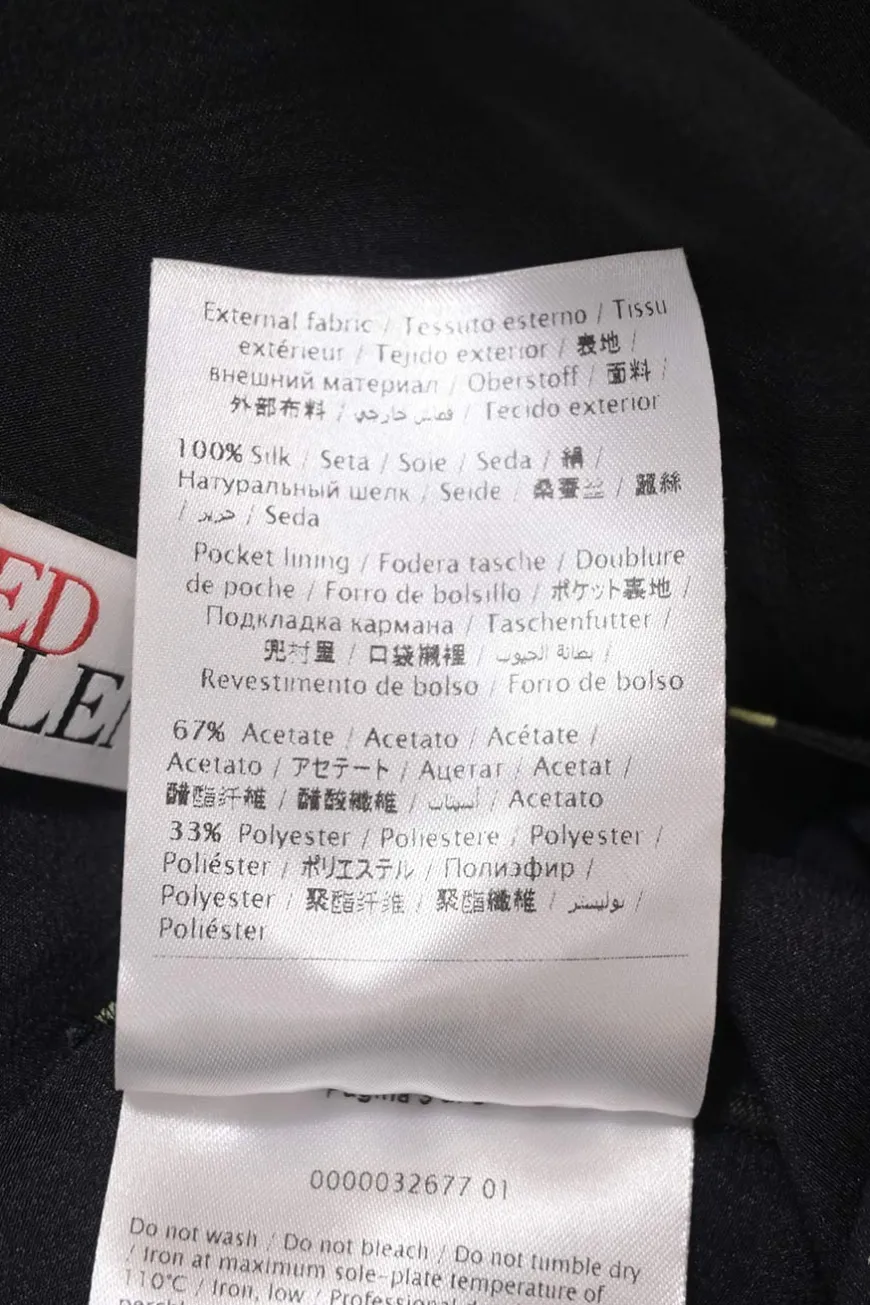 External fabric / Tessuto esterno / Tissu
extérieur / Tejido exterior / 表地 /
внешний материал / Oberstoff / 面料 /
外部布料 / قماش خارجي / Tecido exterior
100% Silk / Seta / Soie / Seda / 絹 /
Натуральный шелк / Seide / 桑蚕丝 / 蠶絲
/ حرير / Seda
Pocket lining / Fodera tasche / Doublure
de poche / Forro de bolsillo / ポケット裏地 /
Подкладка кармана / Taschenfutter /
兜衬里 / 口袋襯裡 / بطانة الجيوب /
Revestimento de bolso / Forro de bolso
67% Acetate / Acetato / Acétate /
Acetato / アセテート / Ацетат / Acetat /
醋酯纤维 / 醋酸纖維 / أسيتات / Acetato
33% Polyester / Poliestere / Polyester /
Poliéster / ポリエステル / Полиэфир /
Polyester / 聚酯纤维 / 聚酯纖維 / بوليستر /
Poliéster
ED
LE
0000032677 01
Do not wash / Do not bleach / Do not tumble dry
/ Iron at maximum sole-plate temperature of
110°C / Iron, low / Professional